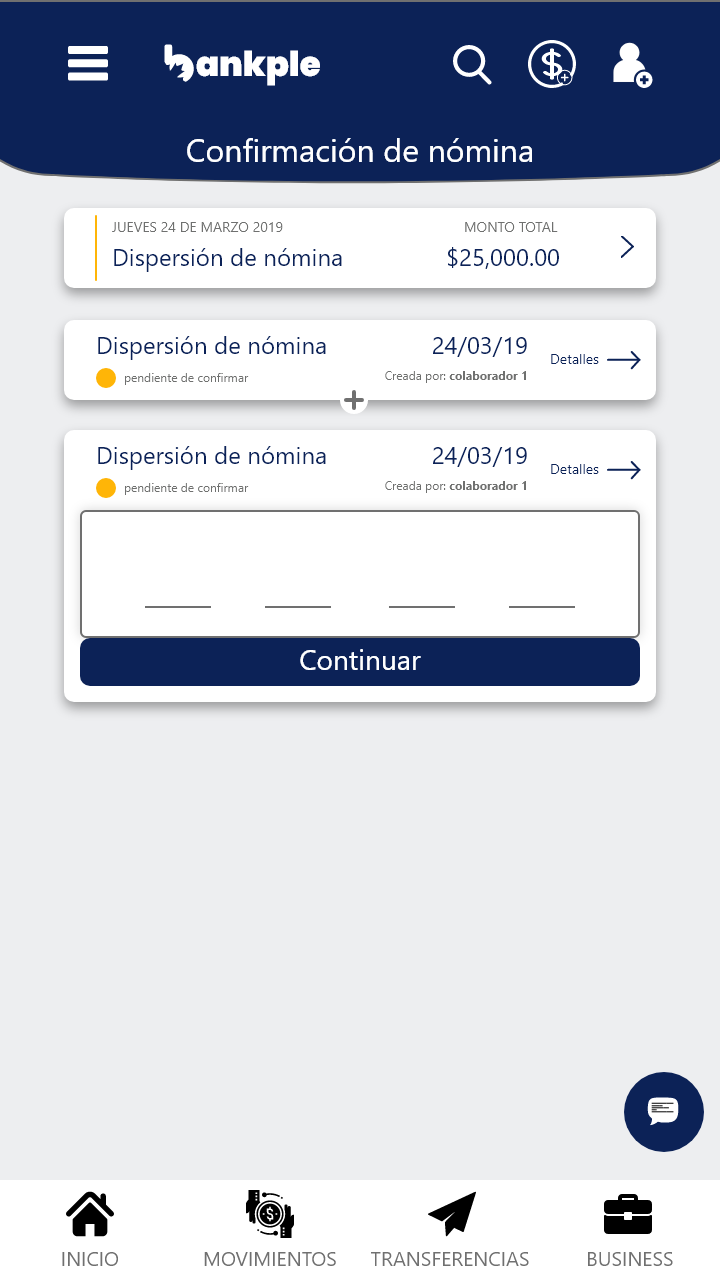 bankple
Confirmación de nómina
JUEVES 24 DE MARZO 2019 MONTO TOTAL
Dispersión de nómina $25,000.00
Dispersión de nómina 24/03/19 Detalles
pendiente de confirmar Creada por: colaborador 1
Dispersión de nómina 24/03/19 Detalles
pendiente de confirmar Creada por: colaborador 1
Continuar
INICIO MOVIMIENTOS TRANSFERENCIAS BUSINESS